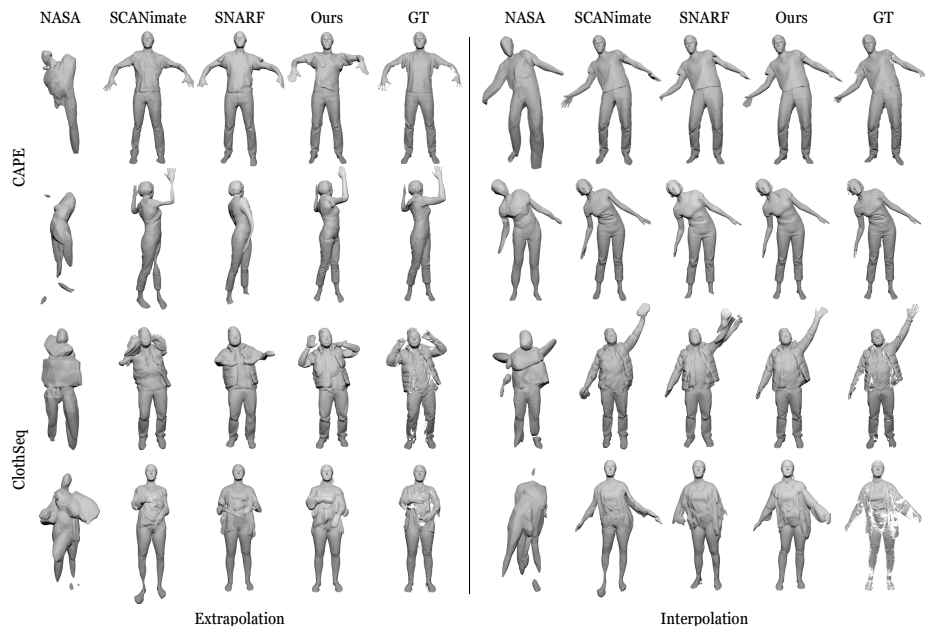 NASA SCANimate SNARF Ours GT NASA SCANimate SNARF Ours GT
CAPE
ClothSeq
Extrapolation Interpolation